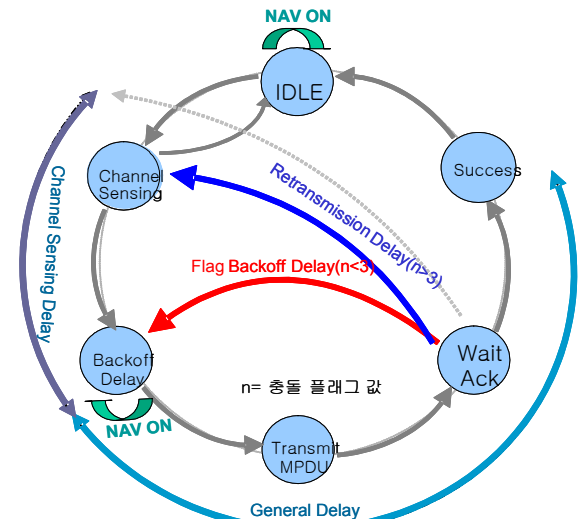 NAV ON
IDLE
Channel
Sensing
Success
Channel Sensing Delay
Retransmission Delay(n>3)
Flag Backoff Delay(n<3)
Backoff
Delay
Wait
Ack
n= 충돌 플래그 값
NAV ON
Transmit
MPDU
General Delay